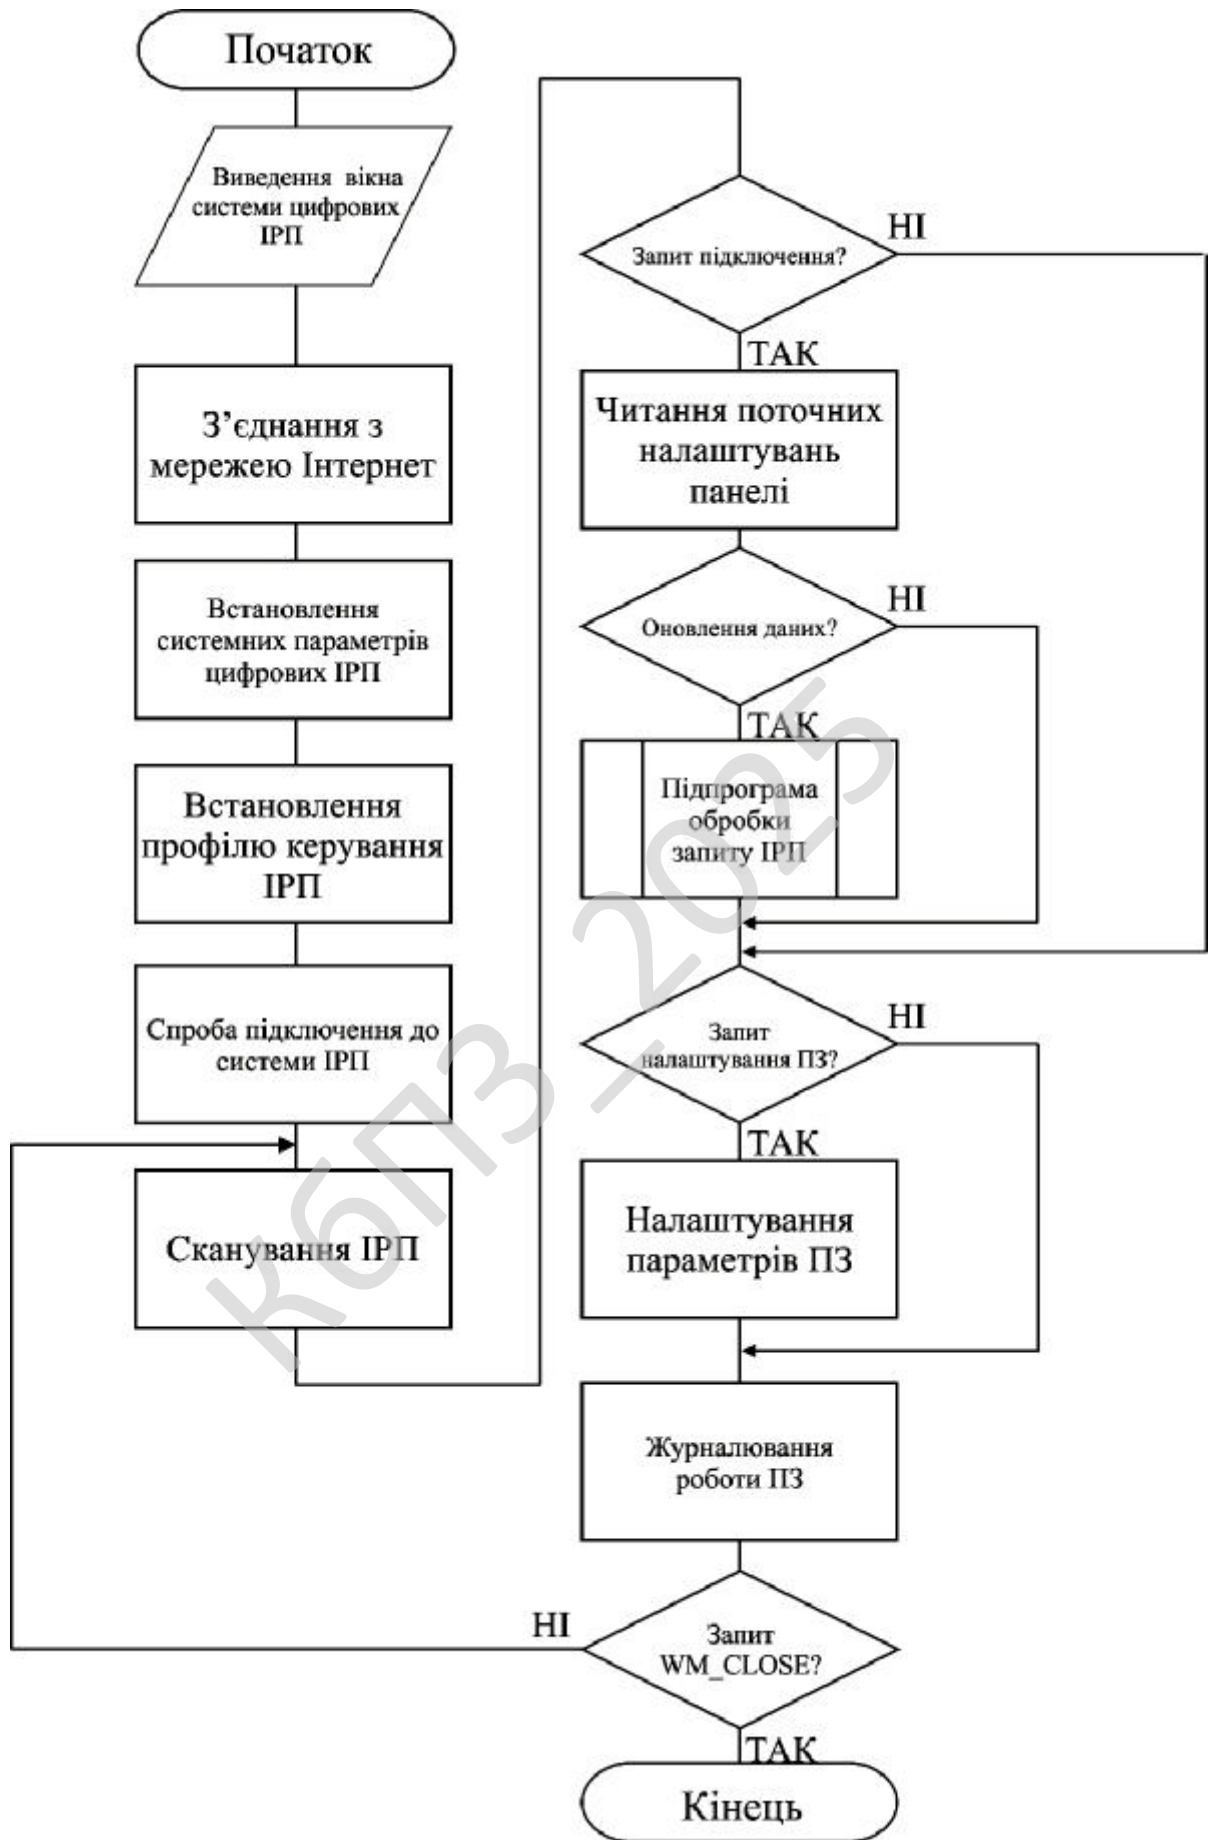 Початок
Виведення вікна
системи цифрових
ІРП
З’єднання з
мережею Інтернет
Встановлення
системних параметрів
цифрових ІРП
Встановлення
профілю керування
ІРП
Спроба підключення до
системи ІРП
Сканування ІРП
Запит підключення?
НІ
ТАК
Читання поточних
налаштувань
панелі
Оновлення даних?
НІ
ТАК
Підпрограма
обробки
запиту ІРП
Запит
налаштування ПЗ?
НІ
ТАК
Налаштування
параметрів ПЗ
Журналювання
роботи ПЗ
Запит
WM_CLOSE?
НІ
ТАК
Кінець
КбПЗ_2025